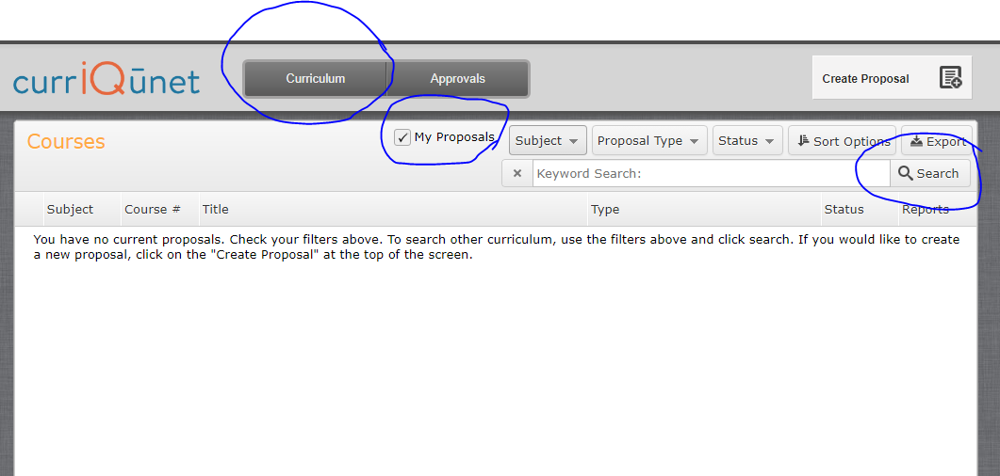 currIQūnet
Curriculum
Approvals
Create Proposal
Courses
My Proposals
Subject
Proposal Type
Status
Sort Options
Export
Keyword Search:
Search
Subject
Course #
Title
Type
Status
Reports
You have no current proposals. Check your filters above. To search other curriculum, use the filters above and click search. If you would like to create
a new proposal, click on the "Create Proposal" at the top of the screen.